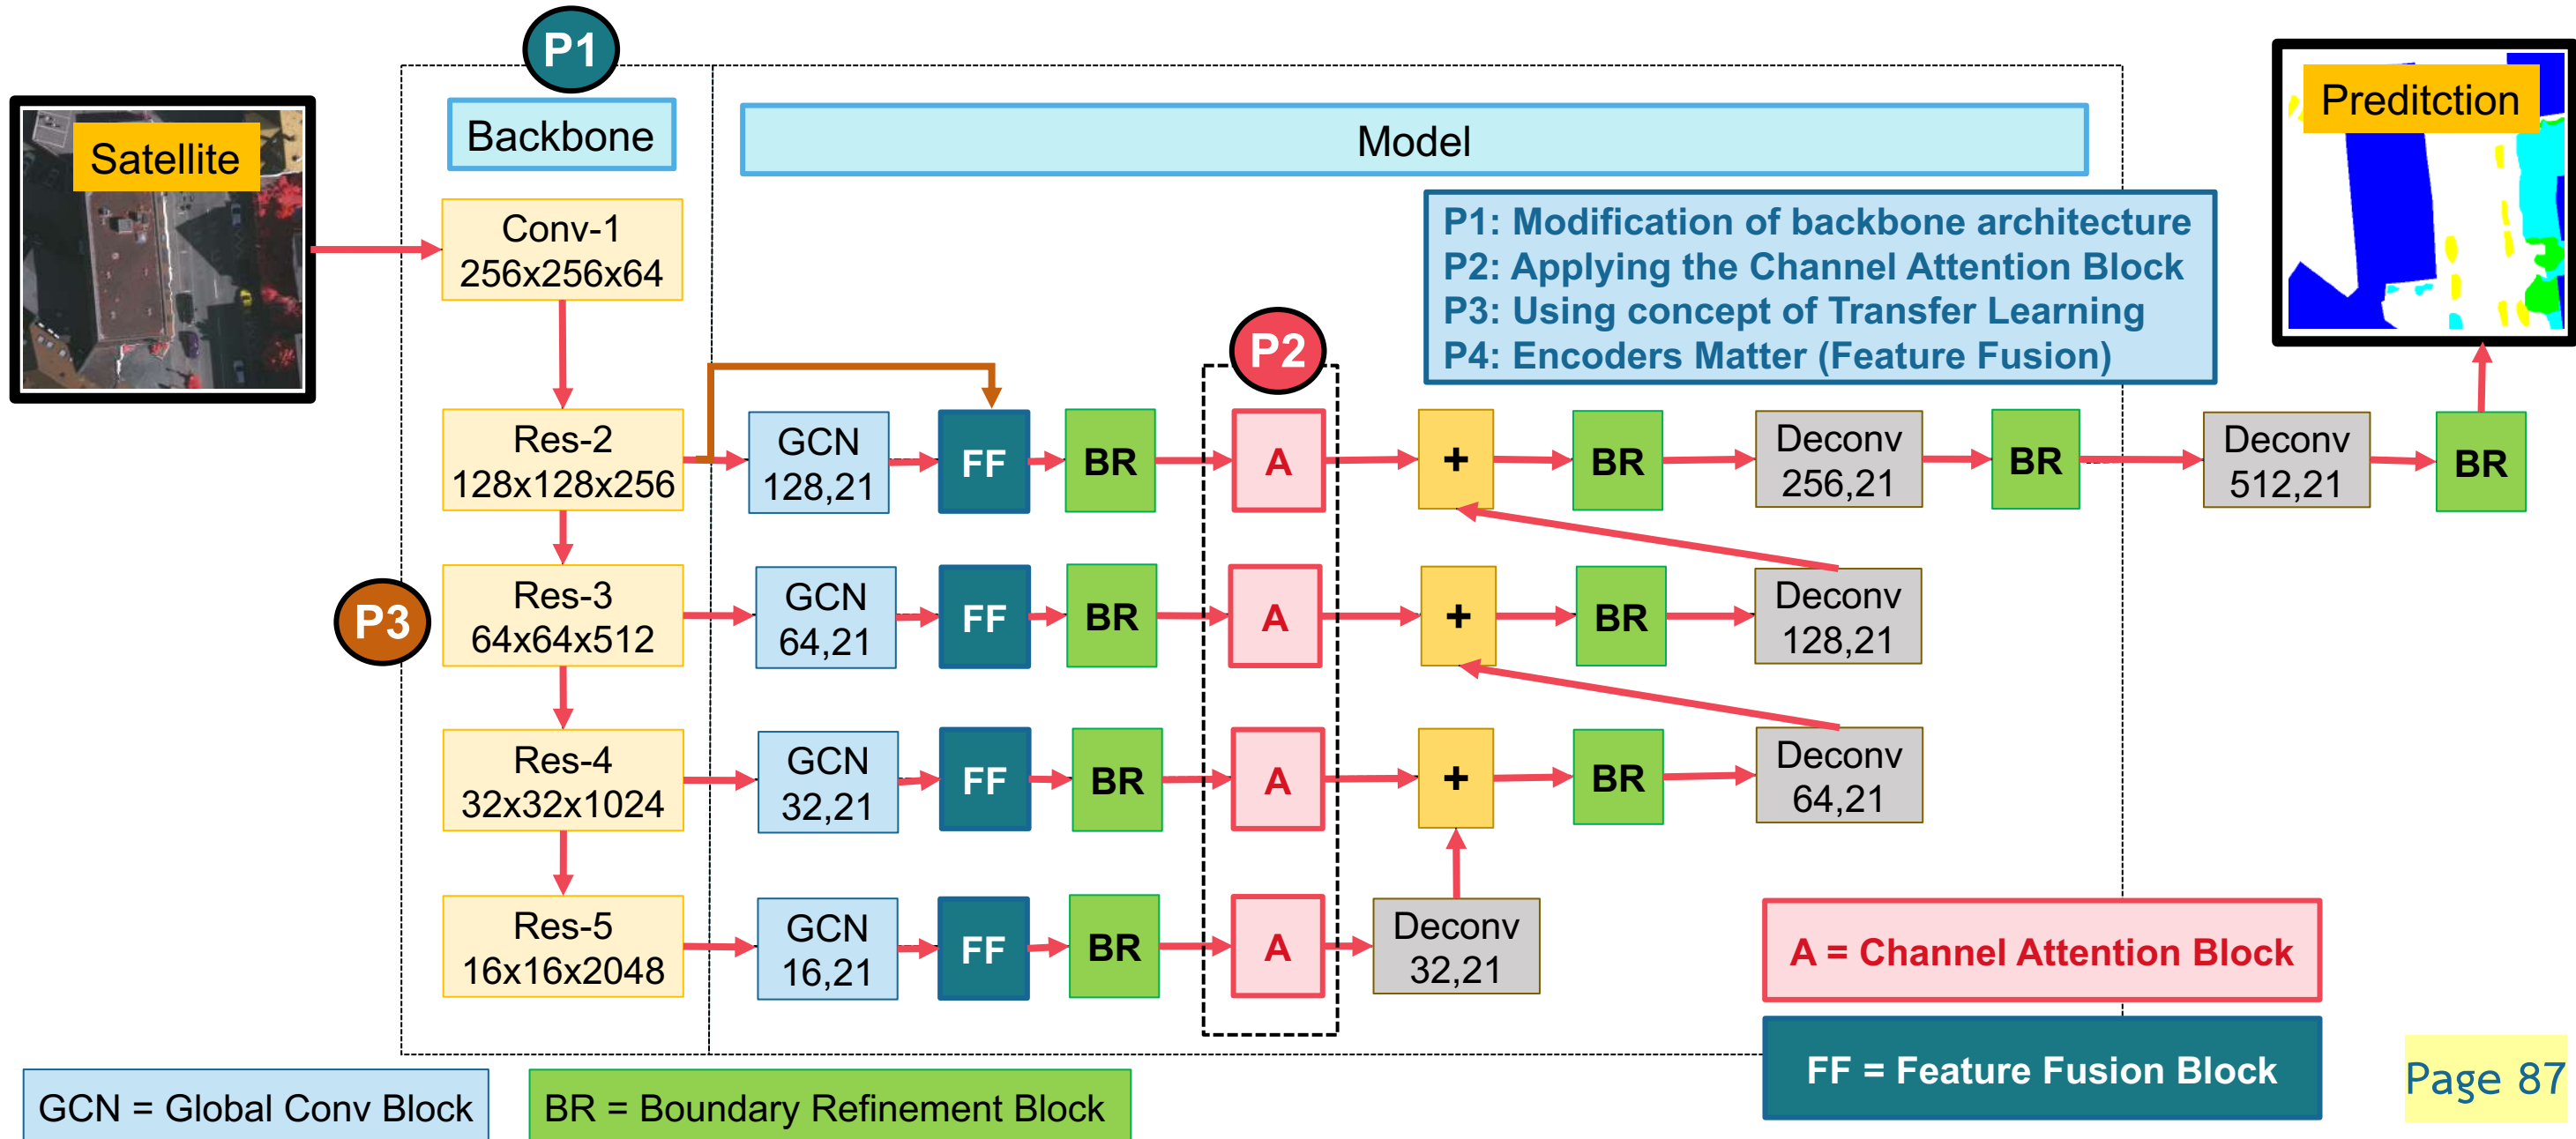 P1
Satellite
Backbone
Model
Preditction
P1: Modification of backbone architecture
P2: Applying the Channel Attention Block
P3: Using concept of Transfer Learning
P4: Encoders Matter (Feature Fusion)
Conv-1
256x256x64
P2
Res-2
128x128x256
GCN
128,21
FF
BR
A
+
BR
Deconv
256,21
BR
Deconv
512,21
BR
P3
Res-3
64x64x512
GCN
64,21
FF
BR
A
+
BR
Deconv
128,21
Res-4
32x32x1024
GCN
32,21
FF
BR
A
+
BR
Deconv
64,21
Res-5
16x16x2048
GCN
16,21
FF
BR
A
Deconv
32,21
A = Channel Attention Block
FF = Feature Fusion Block
GCN = Global Conv Block
BR = Boundary Refinement Block
Page 87